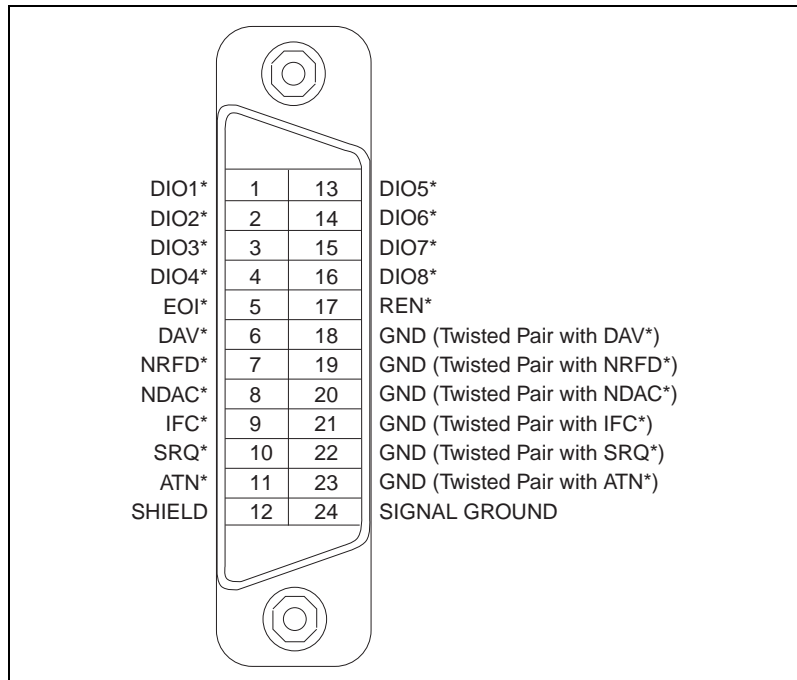 DIO1* 1 13 DIO5*
DIO2* 2 14 DIO6*
DIO3* 3 15 DIO7*
DIO4* 4 16 DIO8*
EOI* 5 17 REN*
DAV* 6 18 GND (Twisted Pair with DAV*)
NRFD* 7 19 GND (Twisted Pair with NRFD*)
NDAC* 8 20 GND (Twisted Pair with NDAC*)
IFC* 9 21 GND (Twisted Pair with IFC*)
SRQ* 10 22 GND (Twisted Pair with SRQ*)
ATN* 11 23 GND (Twisted Pair with ATN*)
SHIELD 12 24 SIGNAL GROUND